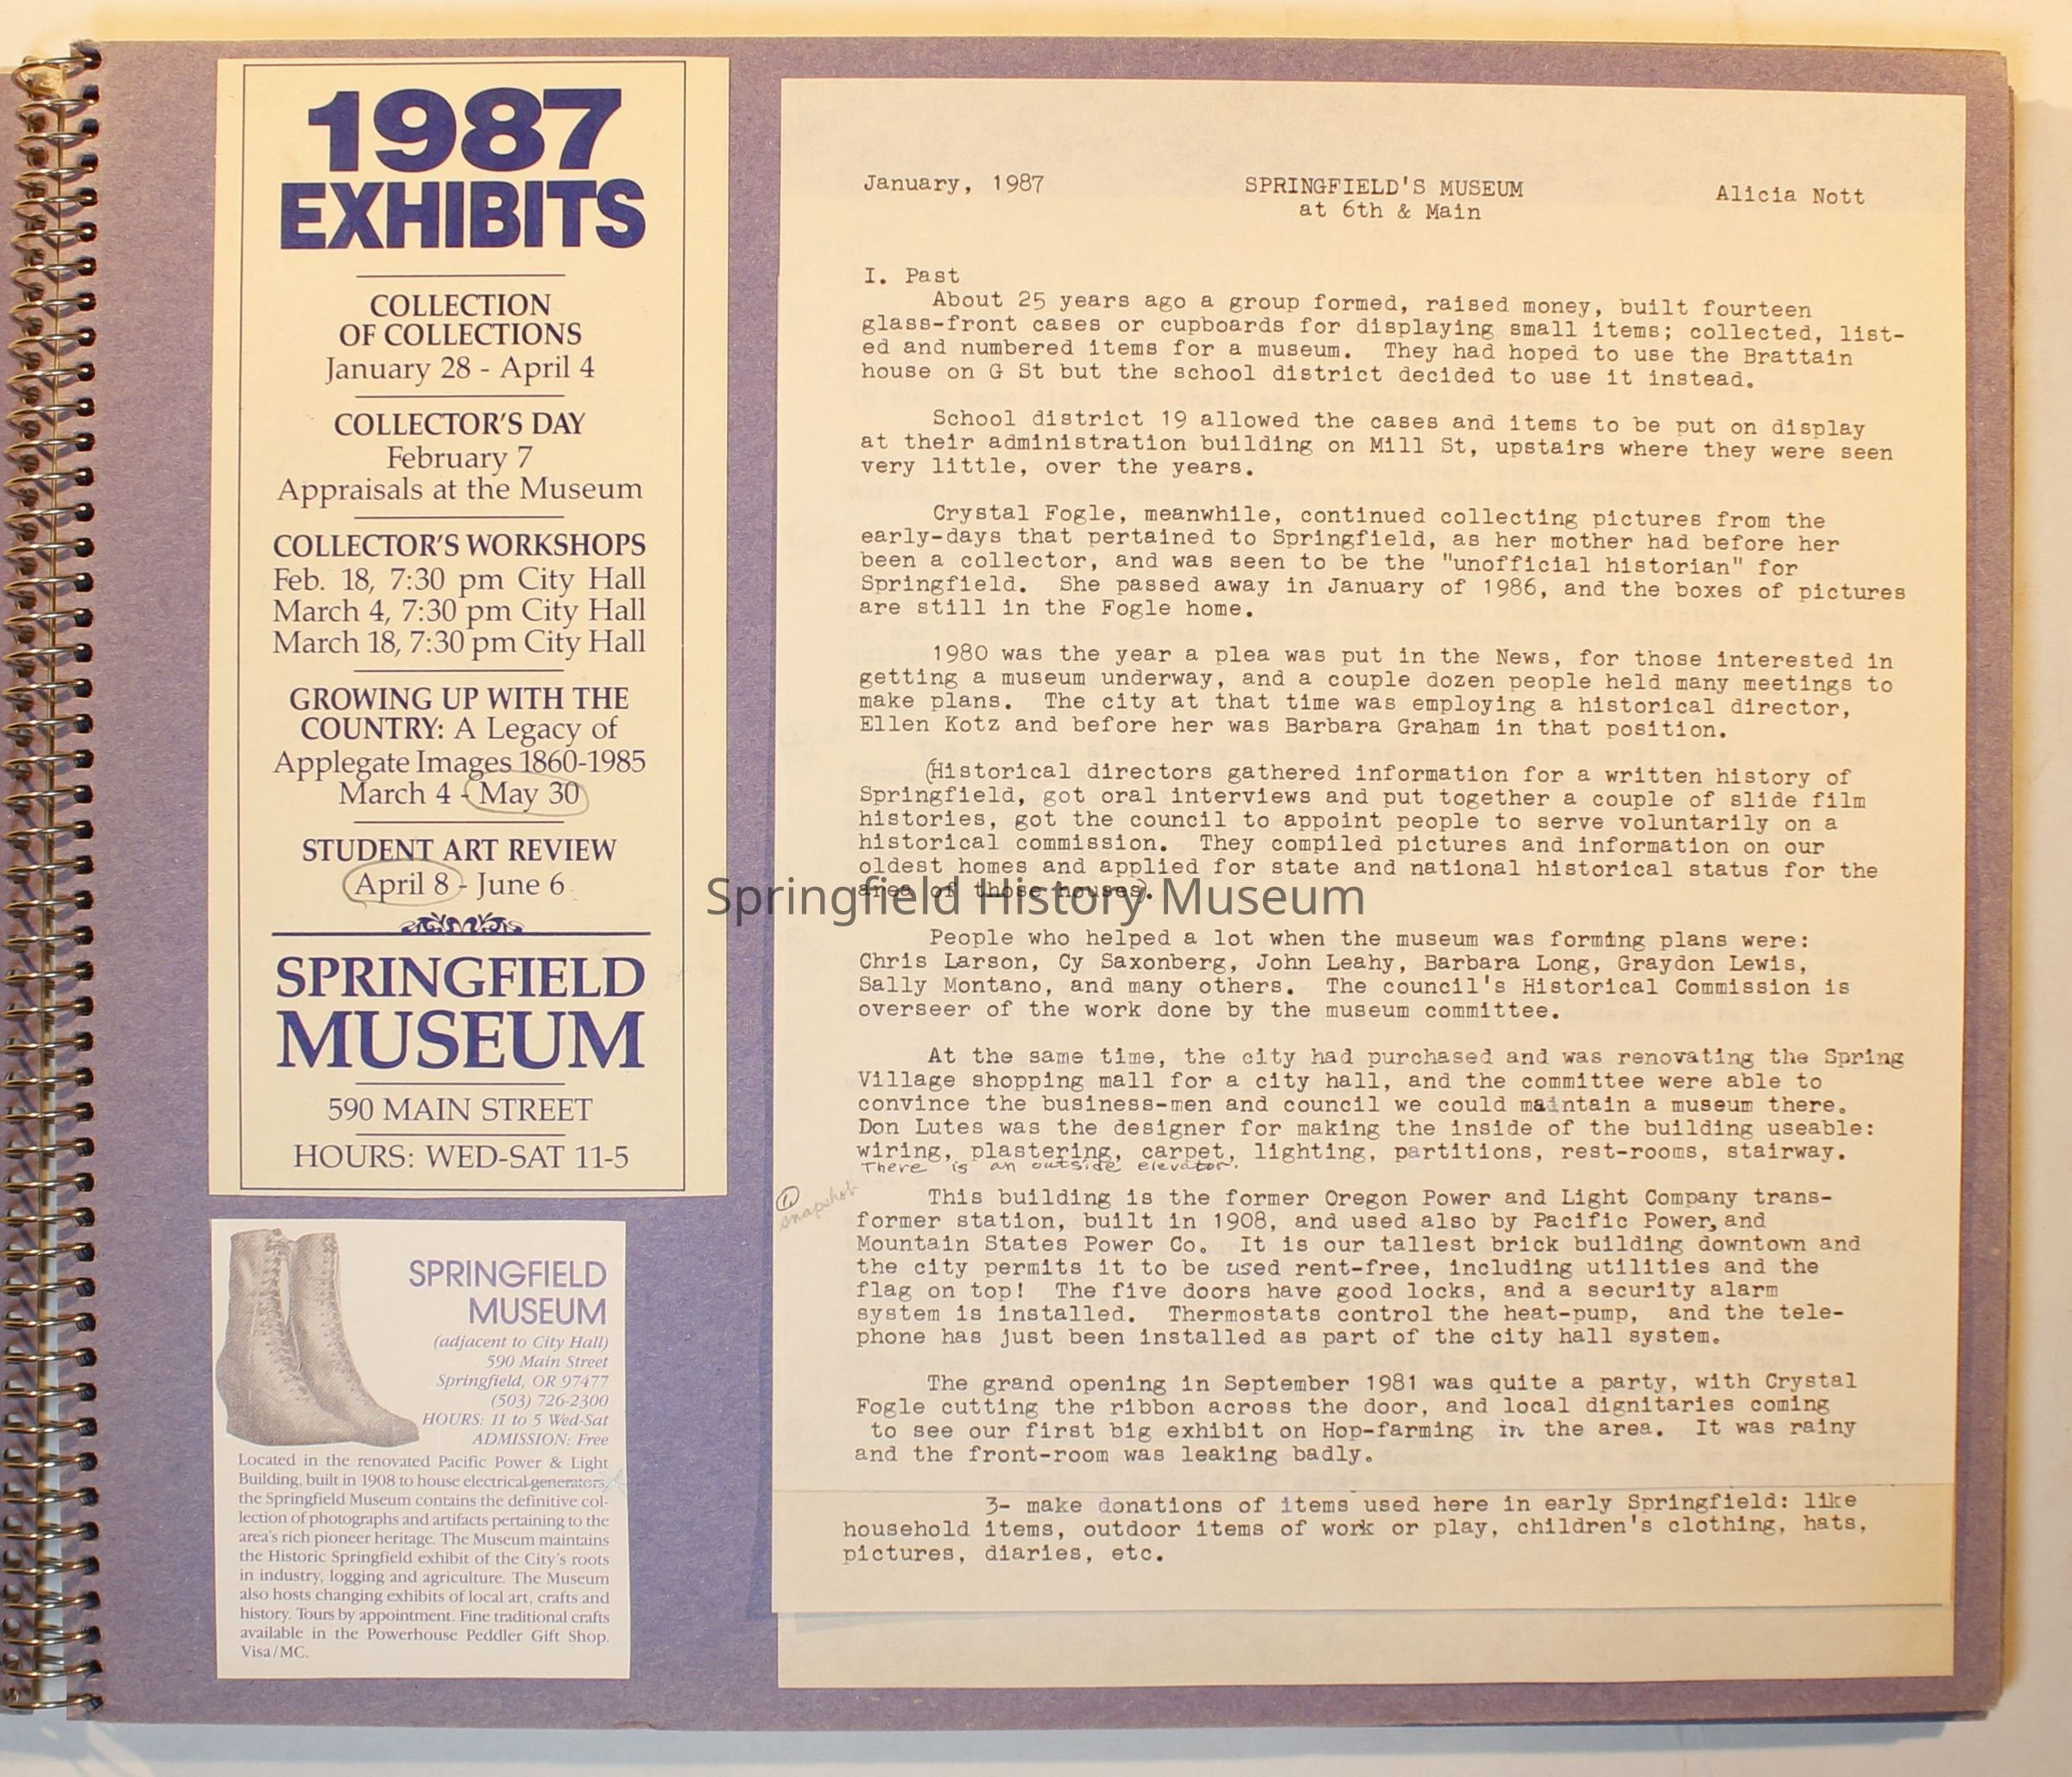 1987
EXHIBITS
COLLECTION
OF COLLECTIONS
January 28 - April 4
COLLECTOR'S DAY
February 7
Appraisals at the Museum
COLLECTOR'S WORKSHOPS
Feb. 18, 7:30 pm City Hall
March 4, 7:30 pm City Hall
March 18, 7:30 pm City Hall
GROWING UP WITH THE
COUNTRY: A Legacy of
Applegate Images 1860-1985
March 4 - May 30
STUDENT ART REVIEW
April 8 - June 6
SPRINGFIELD
MUSEUM
590 MAIN STREET
HOURS: WED-SAT 11-5
SPRINGFIELD
MUSEUM
(adjacent to City Hall)
590 Main Street
Springfield, OR 97477
(503) 726-2300
HOURS: 11 to 5 Wed-Sat
ADMISSION: Free
Located in the renovated Pacific Power & Light
Building, built in 1908 to house electrical generators,
the Springfield Museum contains the definitive col-
lection of photographs and artifacts pertaining to the
area's rich pioneer heritage. The Museum maintains
the Historic Springfield exhibit of the City's roots
in industry, logging and agriculture. The Museum
also hosts changing exhibits of local art, crafts and
history. Tours by appointment. Fine traditional crafts
available in the Powerhouse Peddler Gift Shop.
Visa/MC.
January, 1987 SPRINGFIELD'S MUSEUM Alicia Nott
at 6th & Main
I. Past
About 25 years ago a group formed, raised money, built fourteen
glass-front cases or cupboards for displaying small items; collected, list-
ed and numbered items for a museum. They had hoped to use the Brattain
house on G St but the school district decided to use it instead.
School district 19 allowed the cases and items to be put on display
at their administration building on Mill St, upstairs where they were seen
very little, over the years.
Crystal Fogle, meanwhile, continued collecting pictures from the
early-days that pertained to Springfield, as her mother had before her
been a collector, and was seen to be the "unofficial historian" for
Springfield. She passed away in January of 1986, and the boxes of pictures
are still in the Fogle home.
1980 was the year a plea was put in the News, for those interested in
getting a museum underway, and a couple dozen people held many meetings to
make plans. The city at that time was employing a historical director,
Ellen Kotz and before her was Barbara Graham in that position.
(Historical directors gathered information for a written history of
Springfield, got oral interviews and put together a couple of slide film
histories, got the council to appoint people to serve voluntarily on a
historical commission. They compiled pictures and information on our
oldest homes and applied for state and national historical status for the
area of those houses).
Springfield History Museum
People who helped a lot when the museum was forming plans were:
Chris Larson, Cy Saxonberg, John Leahy, Barbara Long, Graydon Lewis,
Sally Montano, and many others. The council's Historical Commission is
overseer of the work done by the museum committee.
At the same time, the city had purchased and was renovating the Spring
Village shopping mall for a city hall, and the committee were able to
convince the business-men and council we could maintain a museum there.
Don Lutes was the designer for making the inside of the building useable:
wiring, plastering, carpet, lighting, partitions, rest-rooms, stairway.
There is an outside elevator.
1
snapshot
This building is the former Oregon Power and Light Company trans-
former station, built in 1908, and used also by Pacific Power, and
Mountain States Power Co. It is our tallest brick building downtown and
the city permits it to be used rent-free, including utilities and the
flag on top! The five doors have good locks, and a security alarm
system is installed. Thermostats control the heat-pump, and the tele-
phone has just been installed as part of the city hall system.
The grand opening in September 1981 was quite a party, with Crystal
Fogle cutting the ribbon across the door, and local dignitaries coming
to see our first big exhibit on Hop-farming in the area. It was rainy
and the front-room was leaking badly.
3- make donations of items used here in early Springfield: like
household items, outdoor items of work or play, children's clothing, hats,
pictures, diaries, etc.